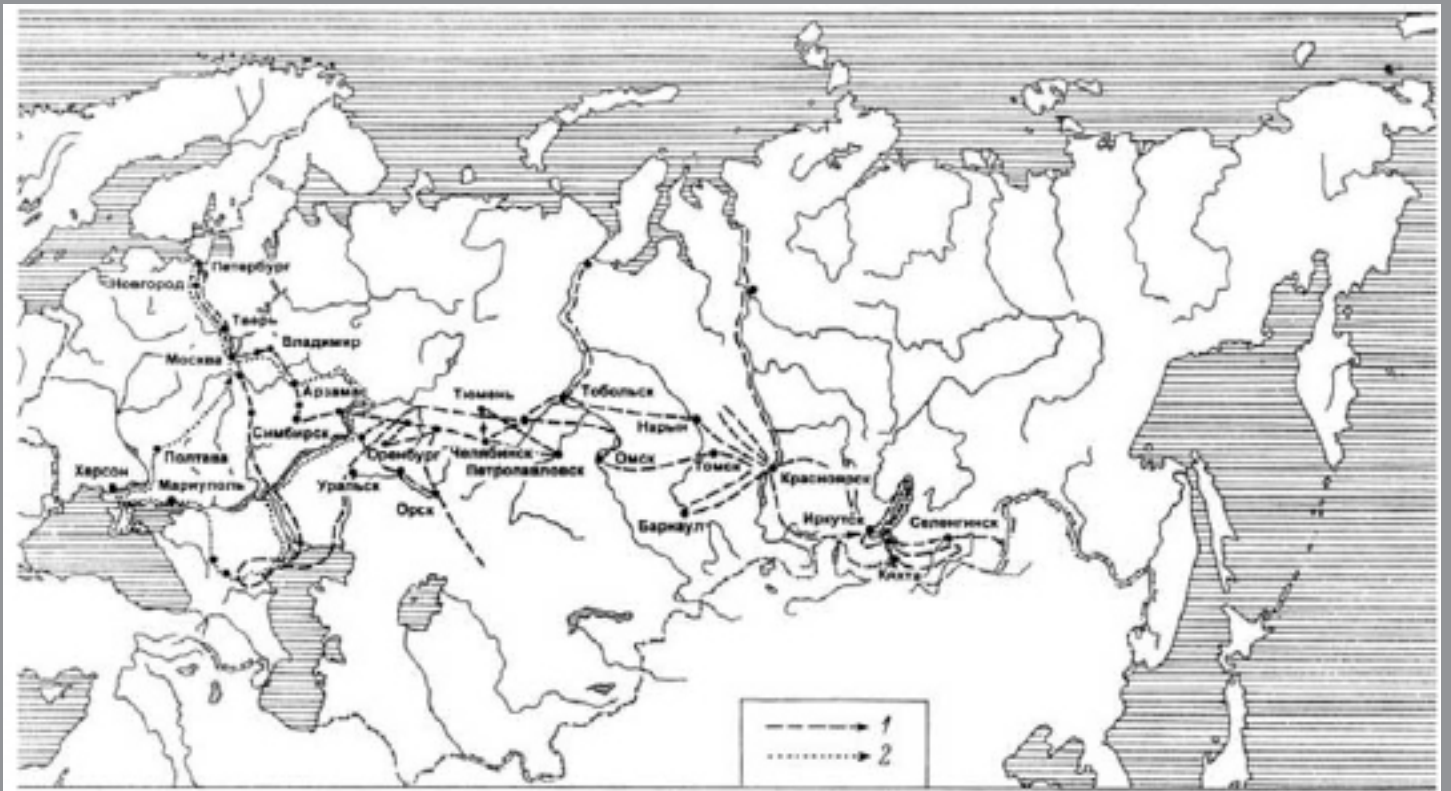 Петербург
Новгород
Тверь
Владимир
Москва
Арзамас
Тюмень
Тобольск
Симбирск
Нарым
Полтава
Оренбург
Челябинск
Омск
Томск
Херсон
Петропавловск
Красноярск
Мариуполь
Уральск
Орск
Барнаул
Иркутск
Селенгинск
Кяхта
1
2